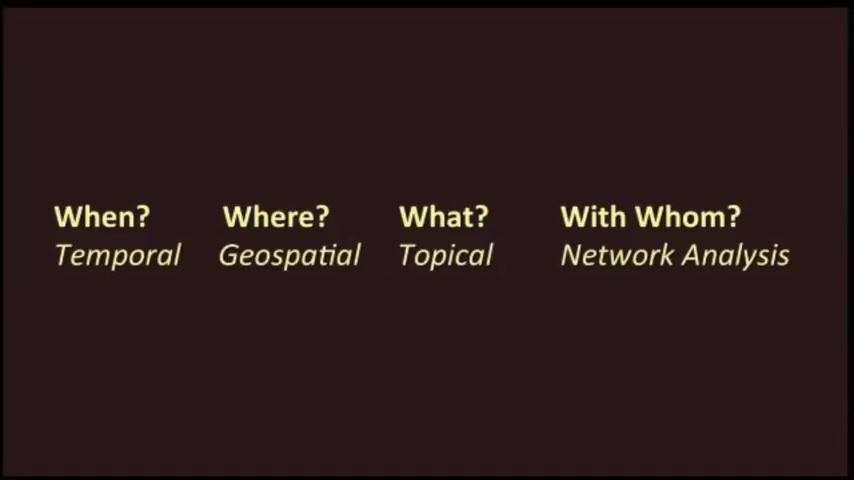 When? Where? What? With Whom?
Temporal Geospatial Topical Network Analysis